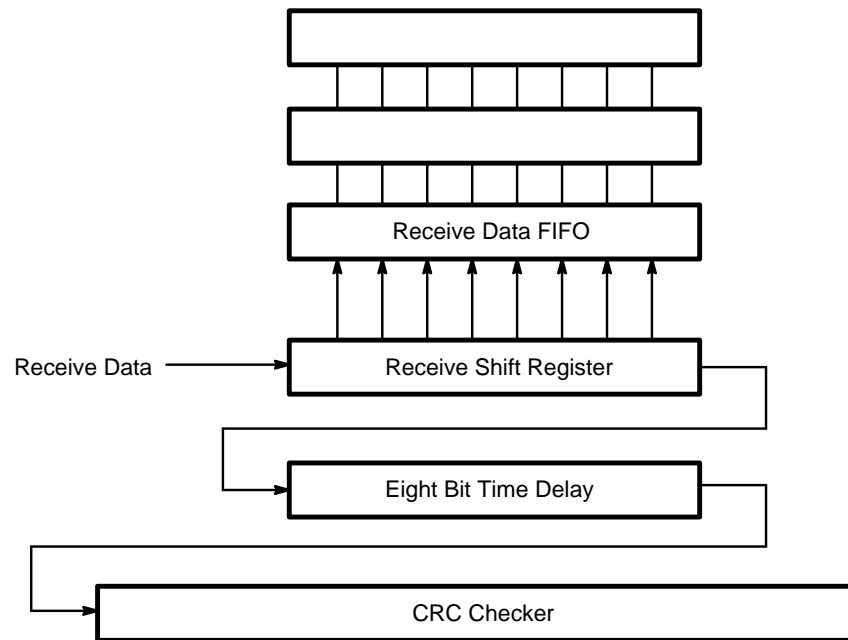 Receive Data FIFO
Receive Data
Receive Shift Register
Eight Bit Time Delay
CRC Checker